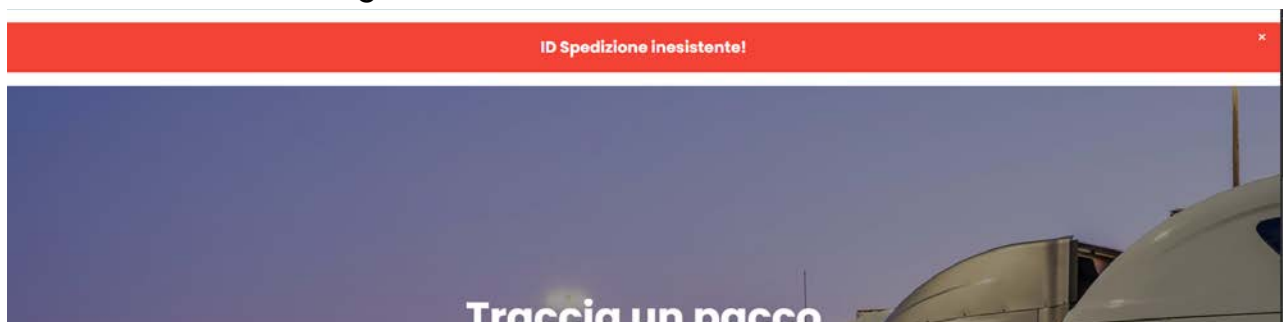 ID Spedizione inesistente!
×
Traccia un pacco